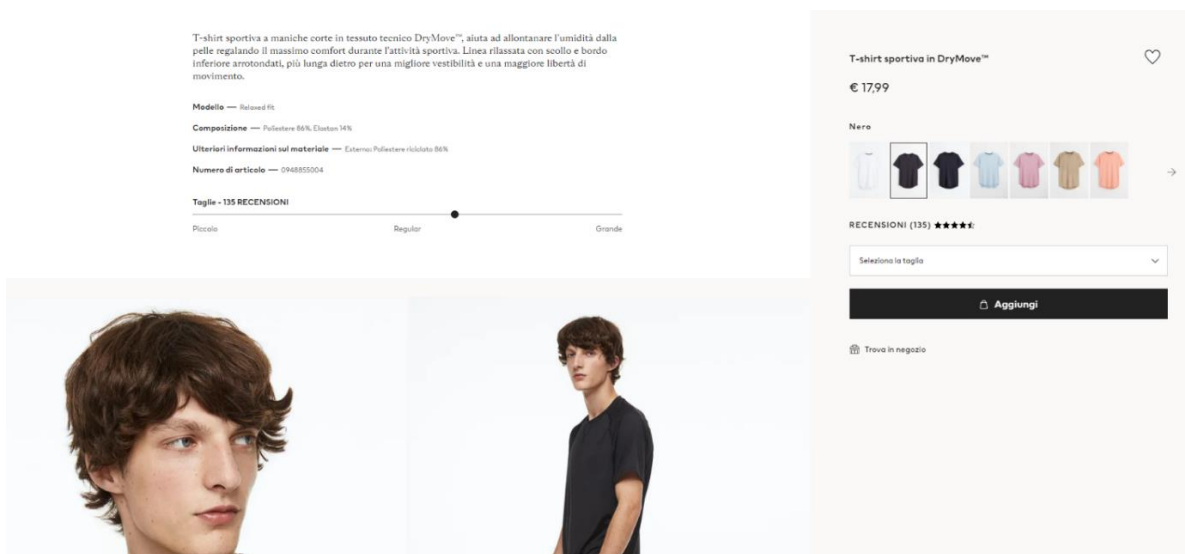 T-shirt sportiva a maniche corte in tessuto tecnico DryMove™, aiuta ad allontanare l'umidità dalla
pelle regalando il massimo comfort durante l'attività sportiva. Linea rilassata con scollo e bordo
inferiore arrotondati, più lunga dietro per una migliore vestibilità e una maggiore libertà di
movimento.
Modello — Relaxed fit
Composizione — Poliestere 86%, Elastan 14%
Ulteriori informazioni sul materiale — Esterno: Poliestere riciclato 86%
Numero di articolo — 0948855004
Taglie - 135 RECENSIONI
Piccolo Regular Grande
T-shirt sportiva in DryMove™
€ 17,99
Nero
RECENSIONI (135)
Seleziona la taglia
Aggiungi
Trova in negozio